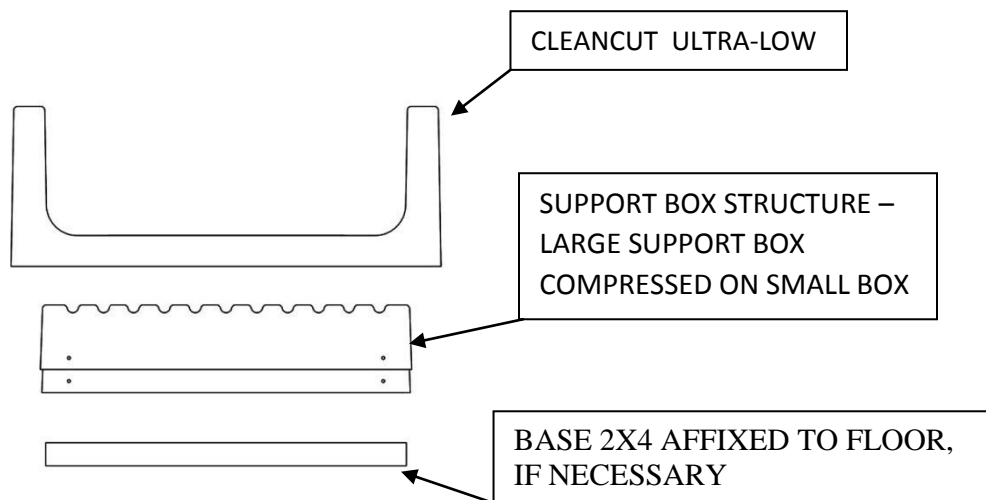 CLEANCUT  ULTRA-LOW
SUPPORT BOX STRUCTURE –
LARGE SUPPORT BOX
COMPRESSED ON SMALL BOX
BASE 2X4 AFFIXED TO FLOOR,
IF NECESSARY